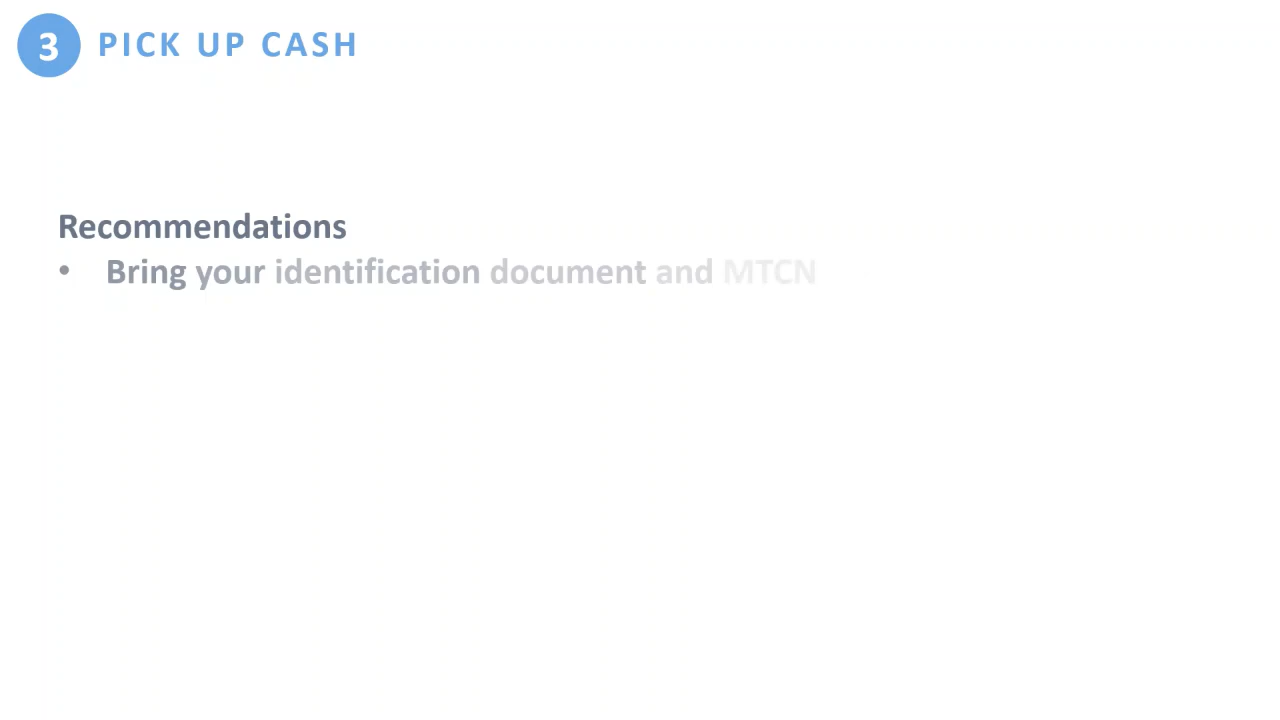 3 PICK UP CASH
Recommendations
• Bring your identification document and MTCN